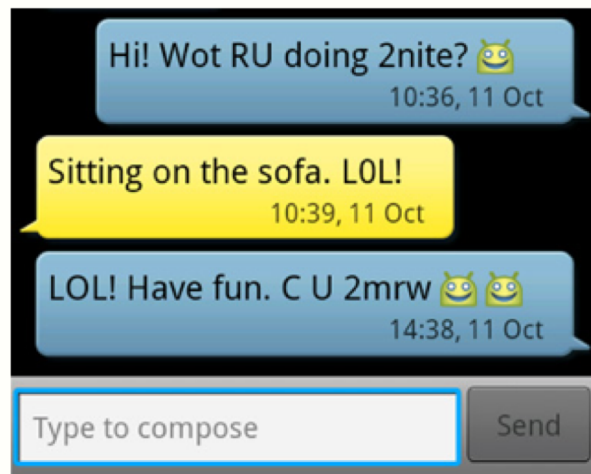 Hi! Wot RU doing 2nite?
10:36, 11 Oct
Sitting on the sofa. L0L!
10:39, 11 Oct
LOL! Have fun. C U 2mrw
14:38, 11 Oct
Type to compose
Send